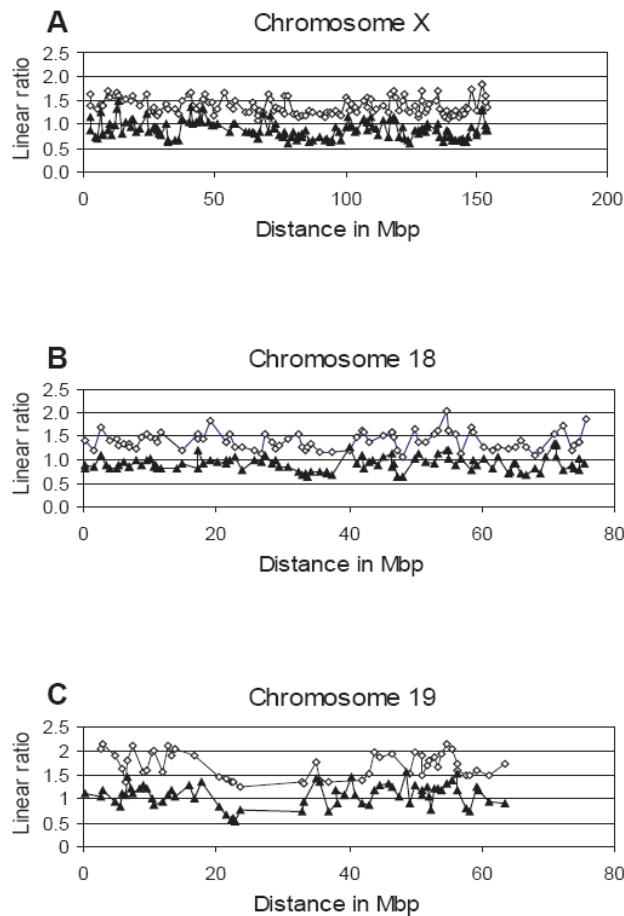 A
Chromosome X
2.5
2.0
1.5
1.0
0.5
0.0
Linear ratio
0 50 100 150 200
Distance in Mbp
B
Chromosome 18
2.5
2.0
1.5
1.0
0.5
0.0
Linear ratio
0 20 40 60 80
Distance in Mbp
C
Chromosome 19
2.5
2
1.5
1
0.5
0
Linear ratio
0 20 40 60 80
Distance in Mbp